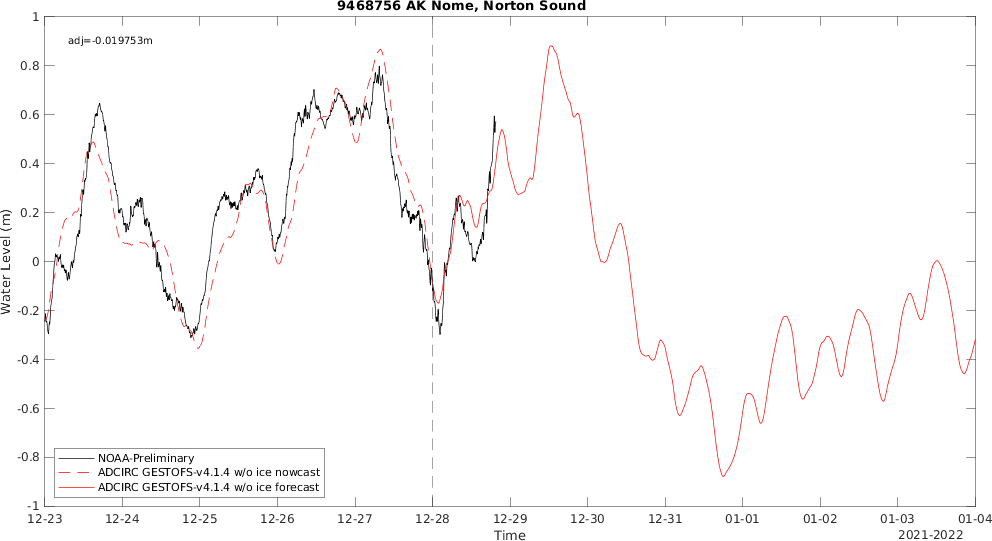 9468756 AK Nome, Norton Sound
adj=-0.019753m
Water Level (m)
1
0.8
0.6
0.4
0.2
0
-0.2
-0.4
-0.6
-0.8
-1
NOAA-Preliminary
ADCIRC GESTOFS-v4.1.4 w/o ice nowcast
ADCIRC GESTOFS-v4.1.4 w/o ice forecast
12-23 12-24 12-25 12-26 12-27 12-28 12-29 12-30 12-31 01-01 01-02 01-03 01-04
Time
2021-2022